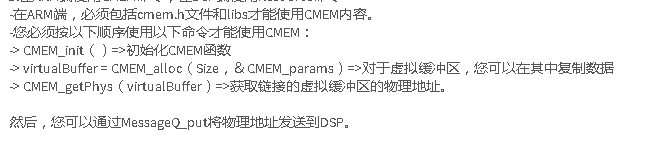 -在ARM端，必须包括cmem.h文件和libs才能使用CMEM内容。
-您必须按以下顺序使用以下命令才能使用CMEM：
-> CMEM_init（）=>初始化CMEM函数
-> virtualBuffer = CMEM_alloc（Size，＆CMEM_params）=>对于虚拟缓冲区，您可以在其中复制数据
-> CMEM_getPhys（virtualBuffer）=>获取链接的虚拟缓冲区的物理地址。
然后，您可以通过MessageQ_put将物理地址发送到DSP。